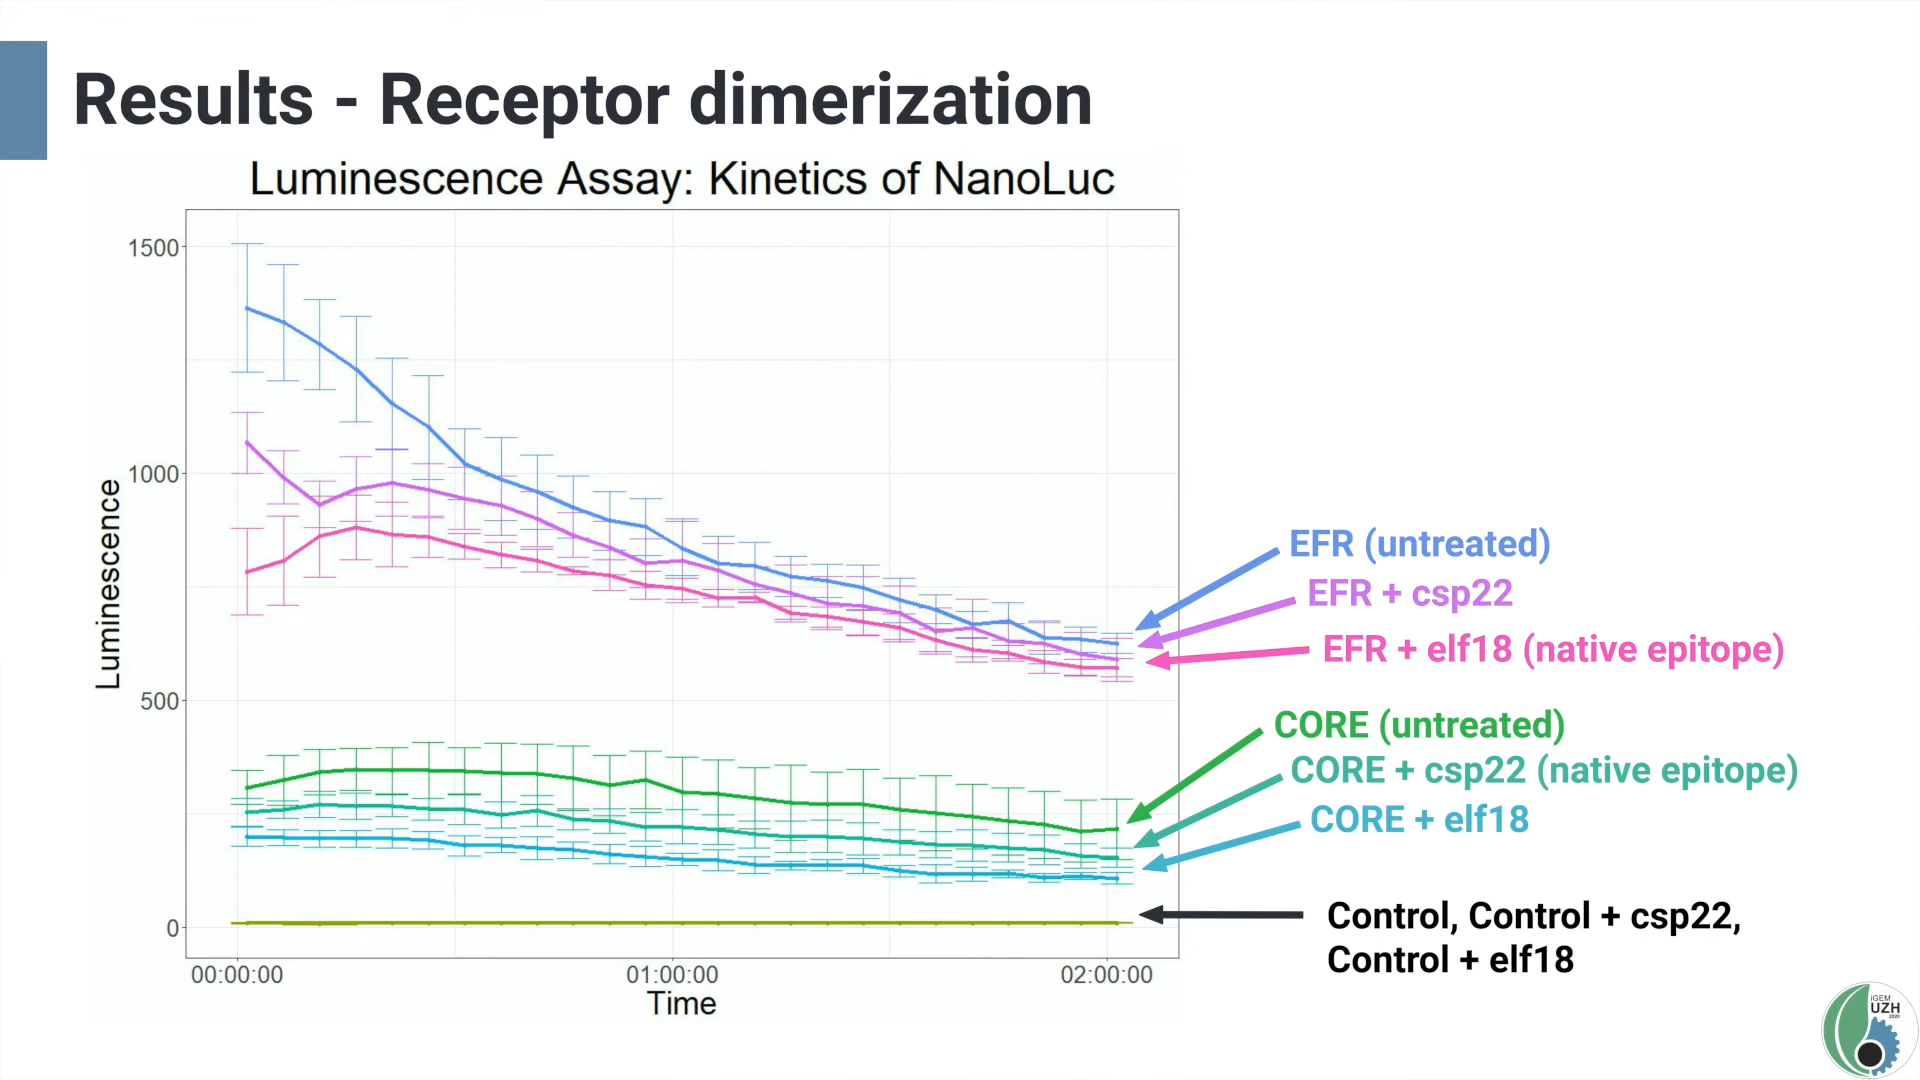 Results - Receptor dimerization
Luminescence Assay: Kinetics of NanoLuc
1500
1000
500
0
Luminescence
00:00:00
01:00:00
02:00:00
Time
EFR (untreated)
EFR + csp22
EFR + elf18 (native epitope)
CORE (untreated)
CORE + csp22 (native epitope)
CORE + elf18
Control, Control + csp22,
Control + elf18
iGEM
UZH
2020